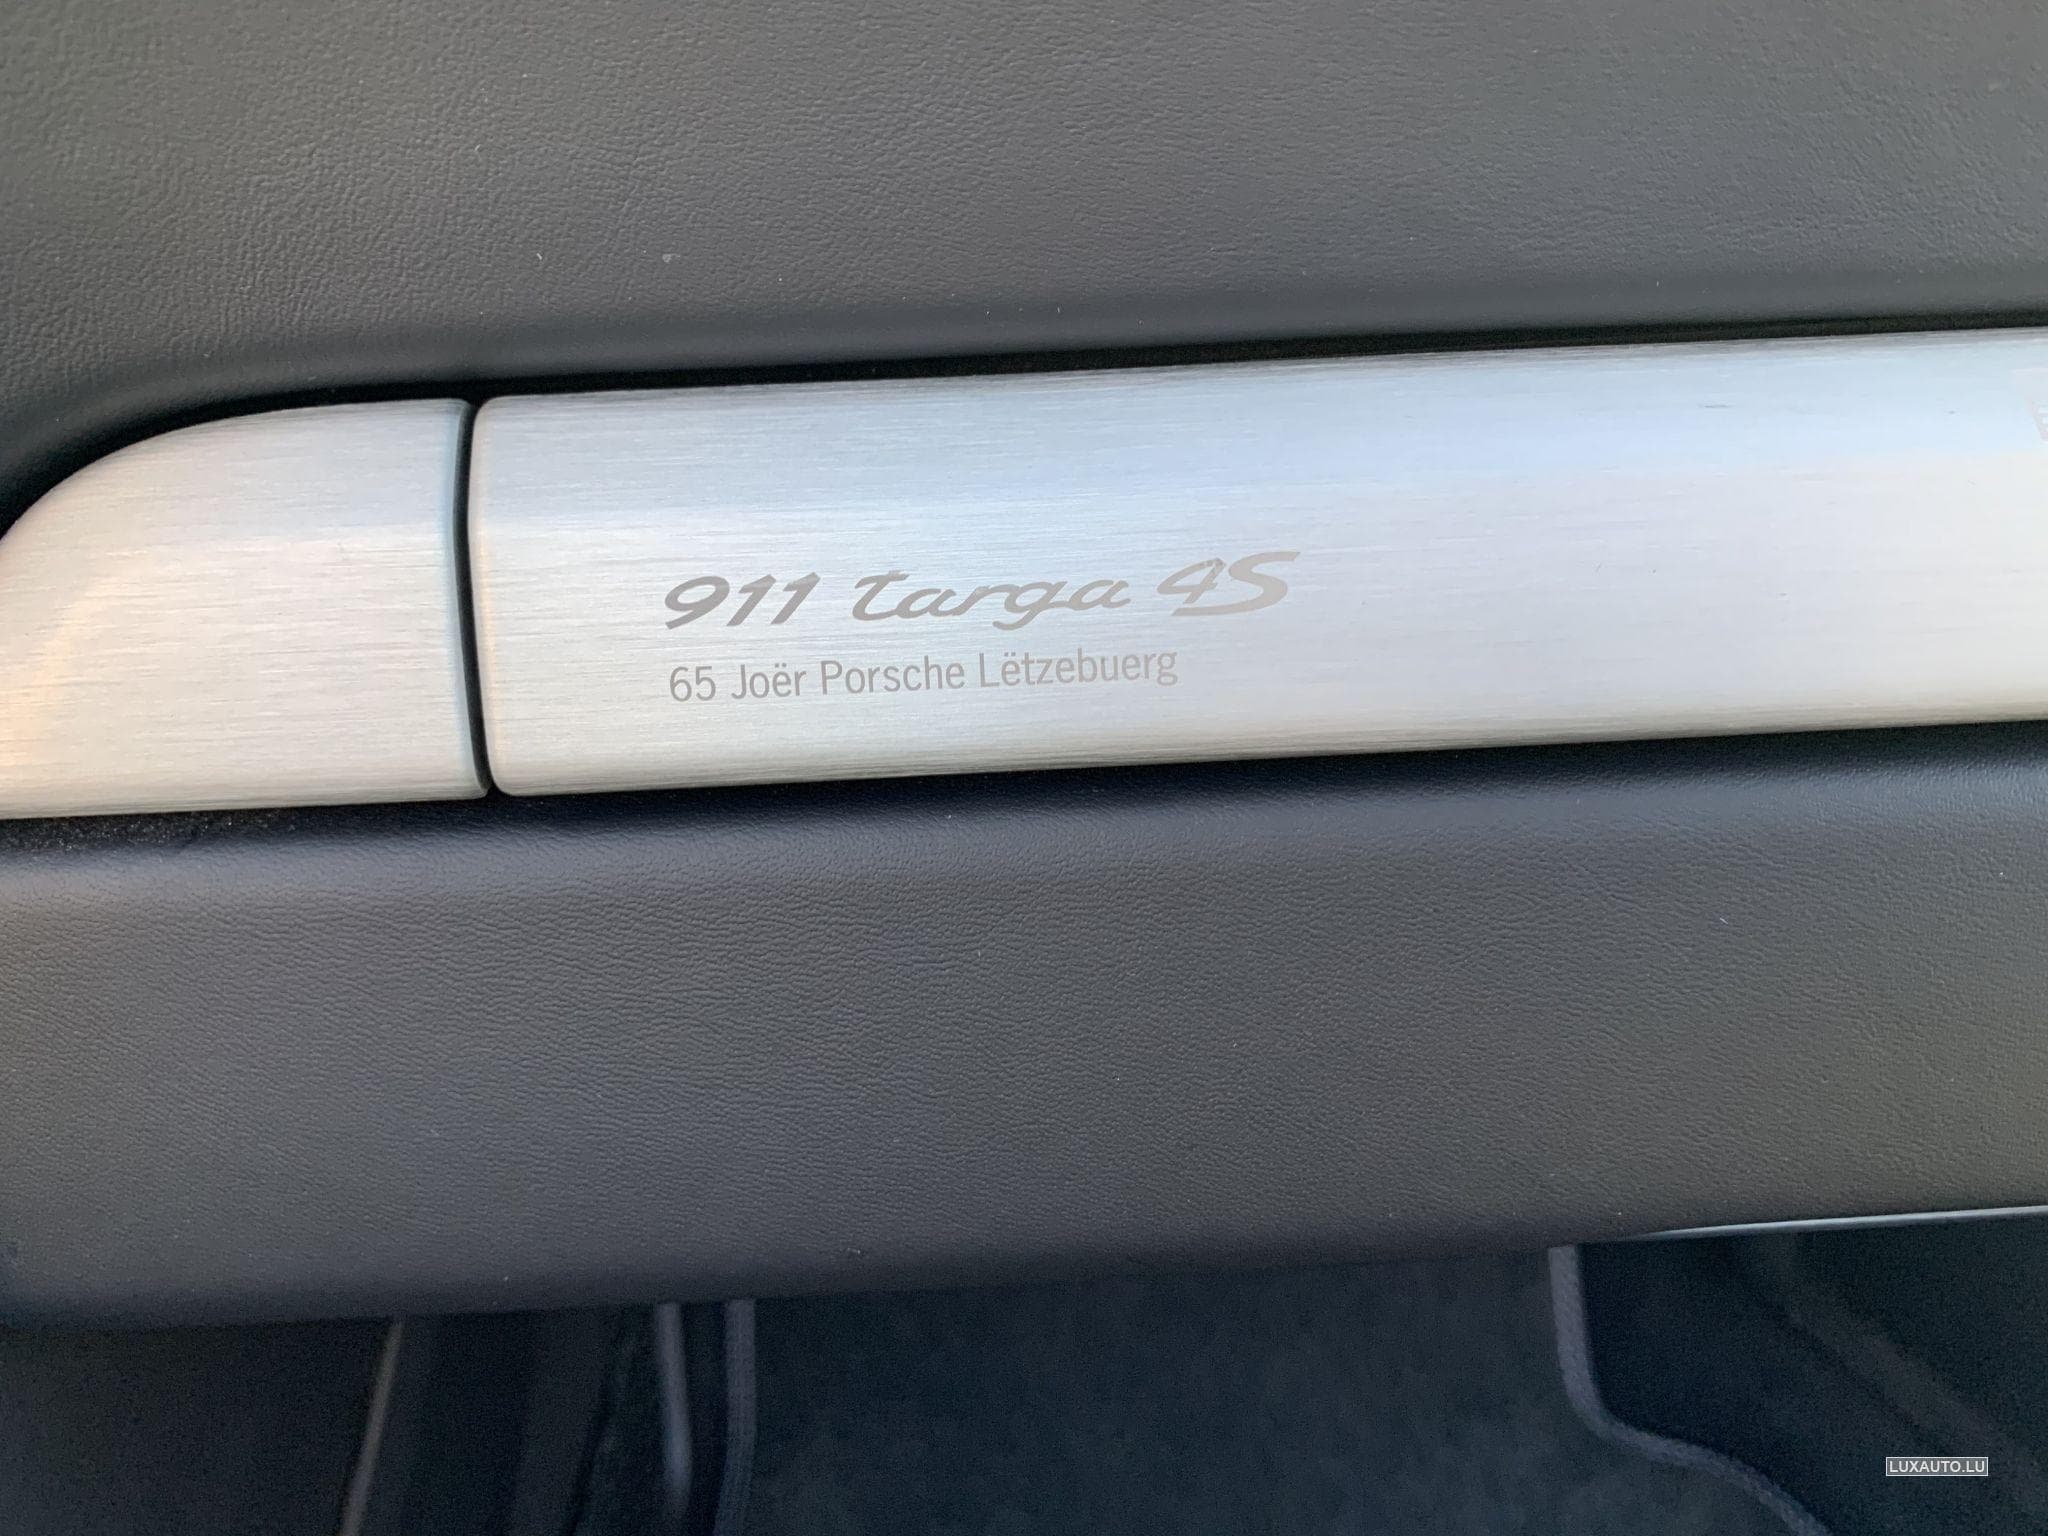 911 targa 4S
65 Joër Porsche Lëtzebuerg
LUXAUTO.LU